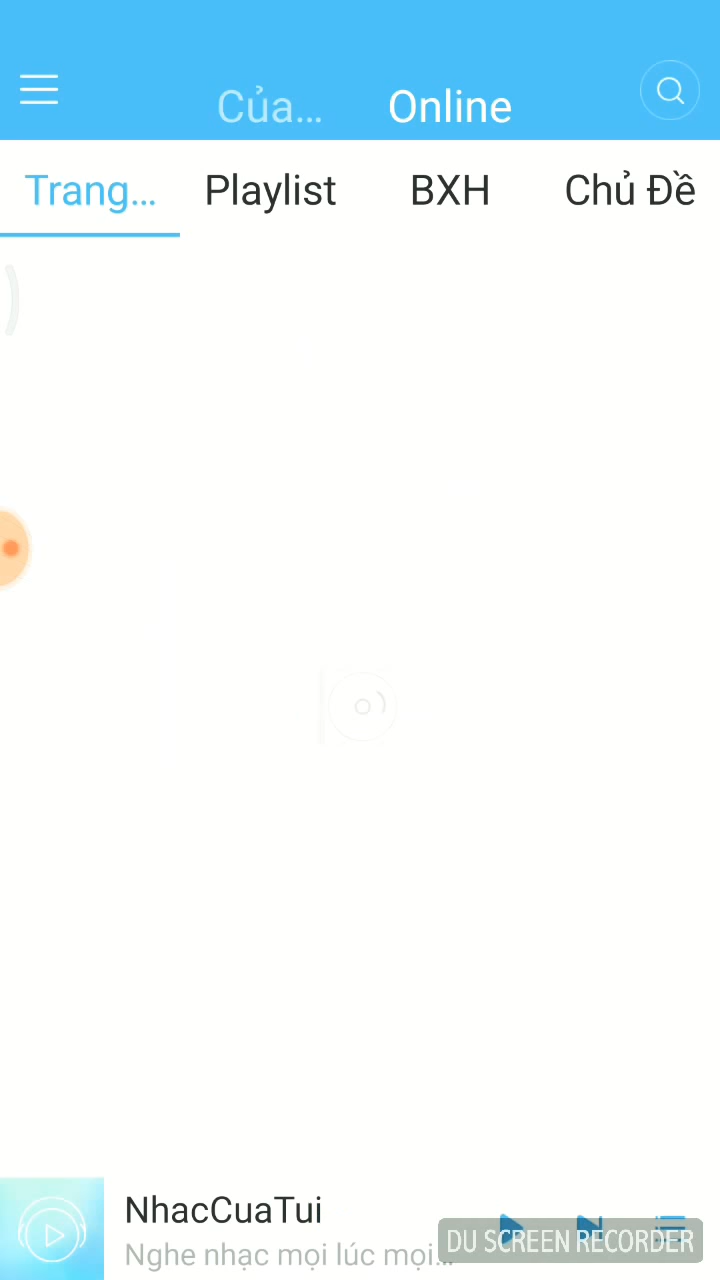 Của... Online
Trang... Playlist BXH Chủ Đề
NhacCuaTui
Nghe nhạc mọi lúc mọi...
DU SCREEN RECORDER